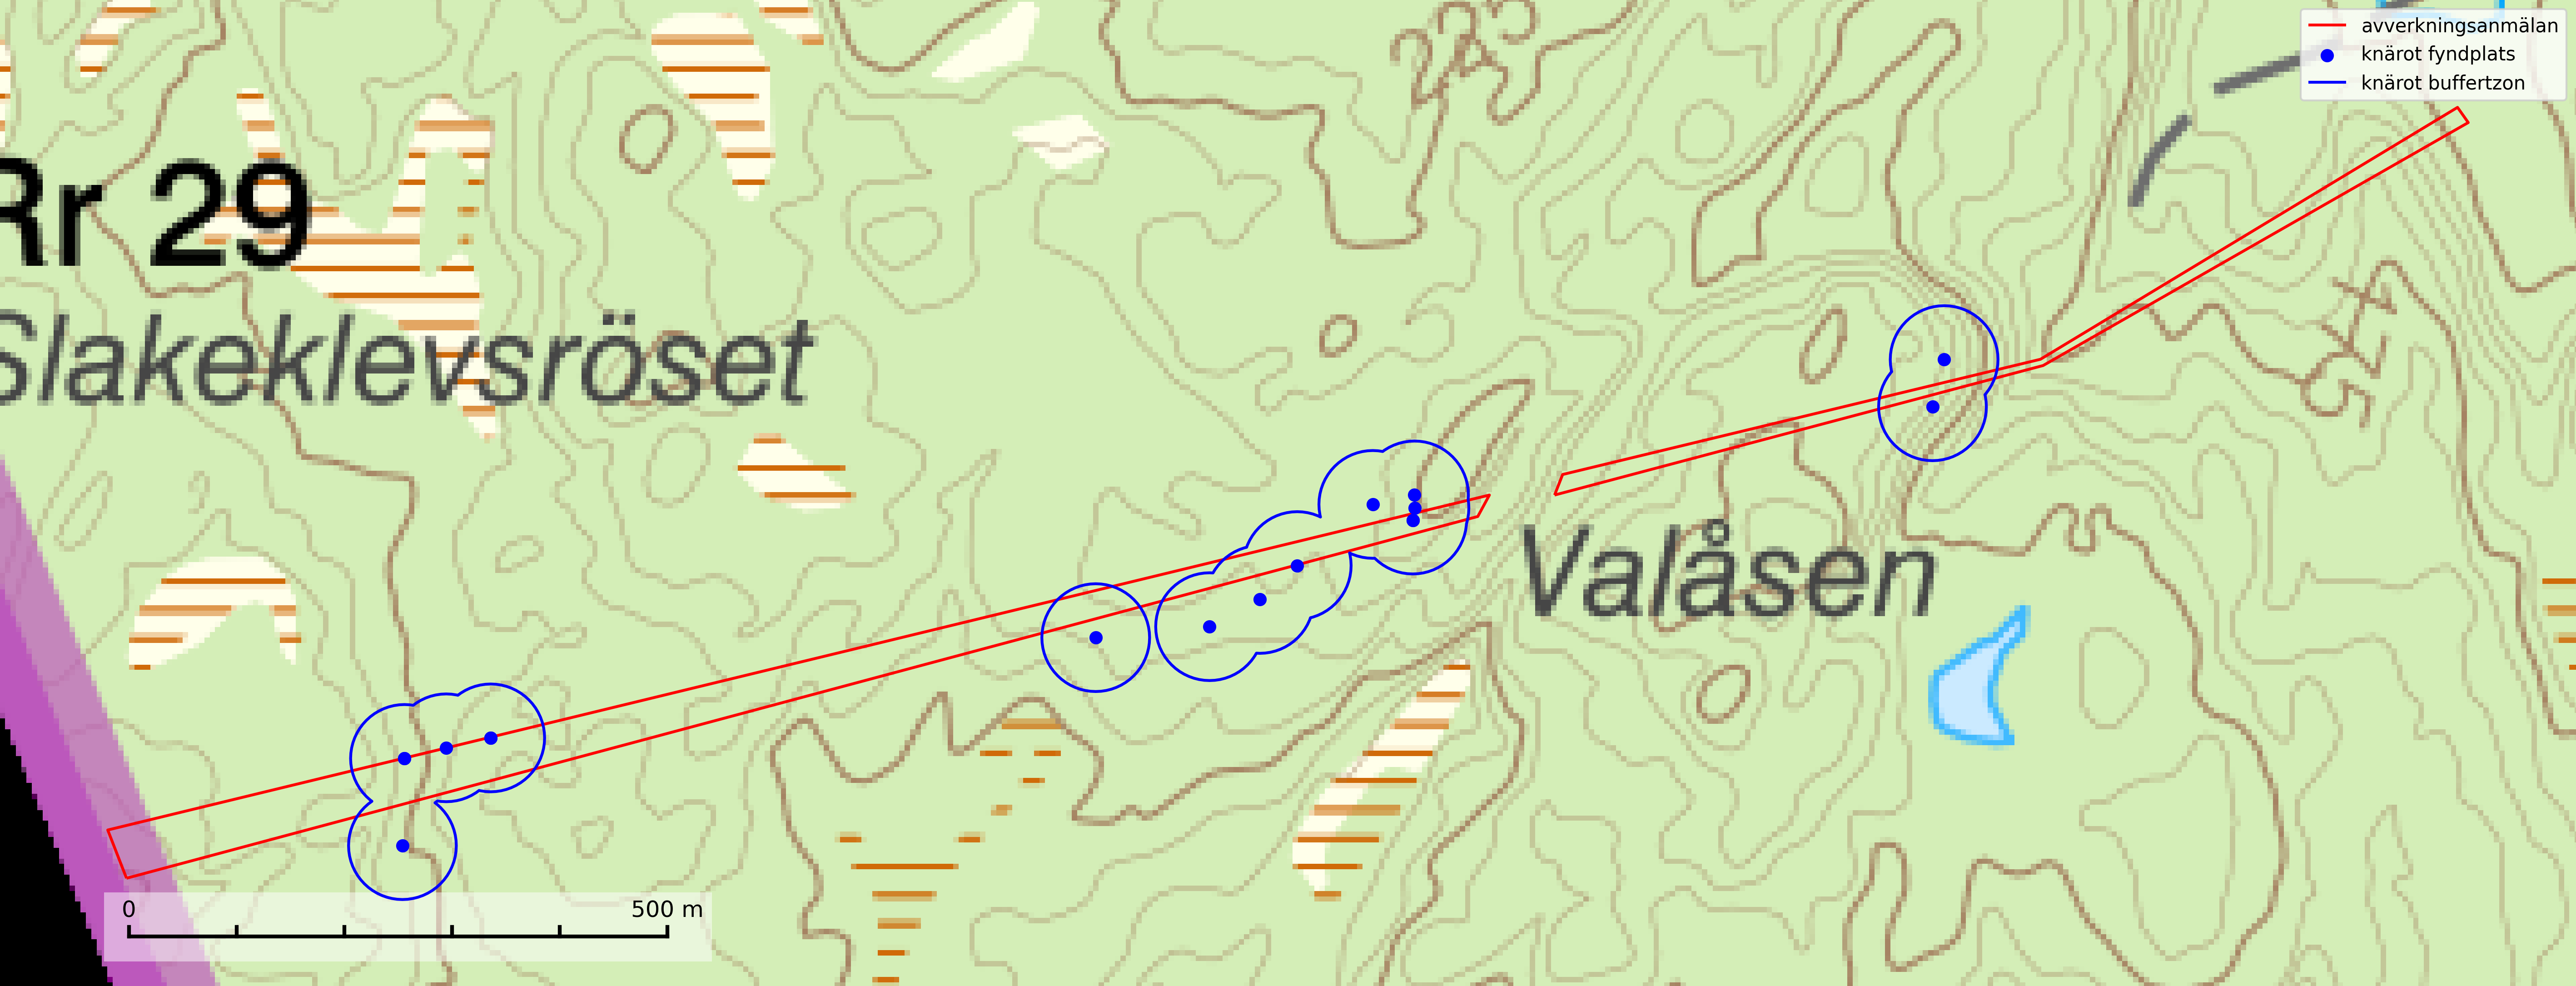 avverkningsanmälan
knärot fyndplats
knärot buffertzon
Rr 29
Slakeklevsröset
Valåsen
0 500 m